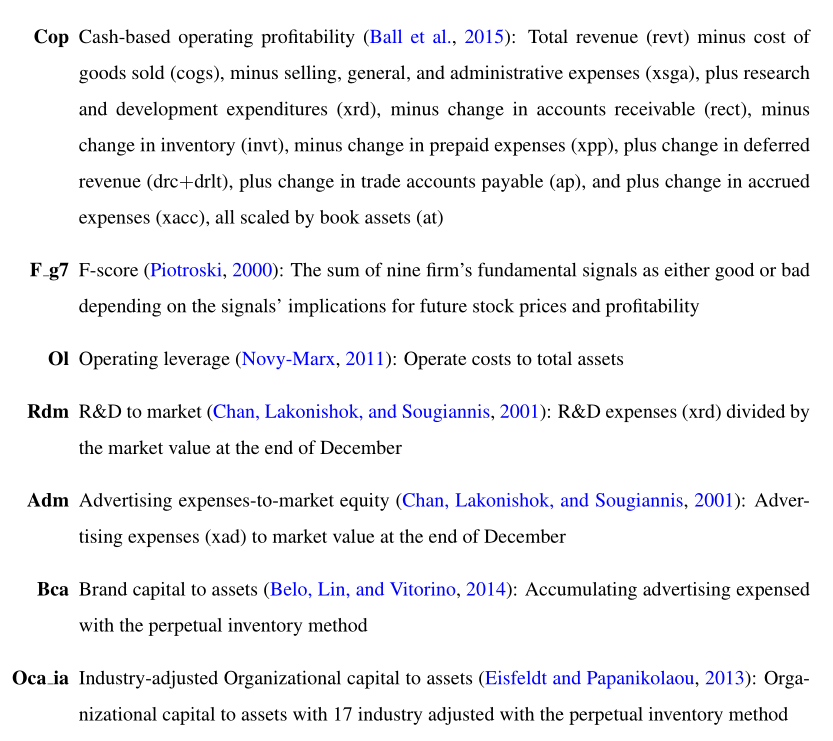 Cop Cash-based operating profitability (Ball et al., 2015): Total revenue (revt) minus cost of
goods sold (cogs), minus selling, general, and administrative expenses (xsga), plus research
and development expenditures (xrd), minus change in accounts receivable (rect), minus
change in inventory (invt), minus change in prepaid expenses (xpp), plus change in deferred
revenue (drc+drlt), plus change in trade accounts payable (ap), and plus change in accrued
expenses (xacc), all scaled by book assets (at)
F_g7 F-score (Piotroski, 2000): The sum of nine firm's fundamental signals as either good or bad
depending on the signals' implications for future stock prices and profitability
Ol Operating leverage (Novy-Marx, 2011): Operate costs to total assets
Rdm R&D to market (Chan, Lakonishok, and Sougiannis, 2001): R&D expenses (xrd) divided by
the market value at the end of December
Adm Advertising expenses-to-market equity (Chan, Lakonishok, and Sougiannis, 2001): Adver-
tising expenses (xad) to market value at the end of December
Bca Brand capital to assets (Belo, Lin, and Vitorino, 2014): Accumulating advertising expensed
with the perpetual inventory method
Oca_ia Industry-adjusted Organizational capital to assets (Eisfeldt and Papanikolaou, 2013): Orga-
nizational capital to assets with 17 industry adjusted with the perpetual inventory method